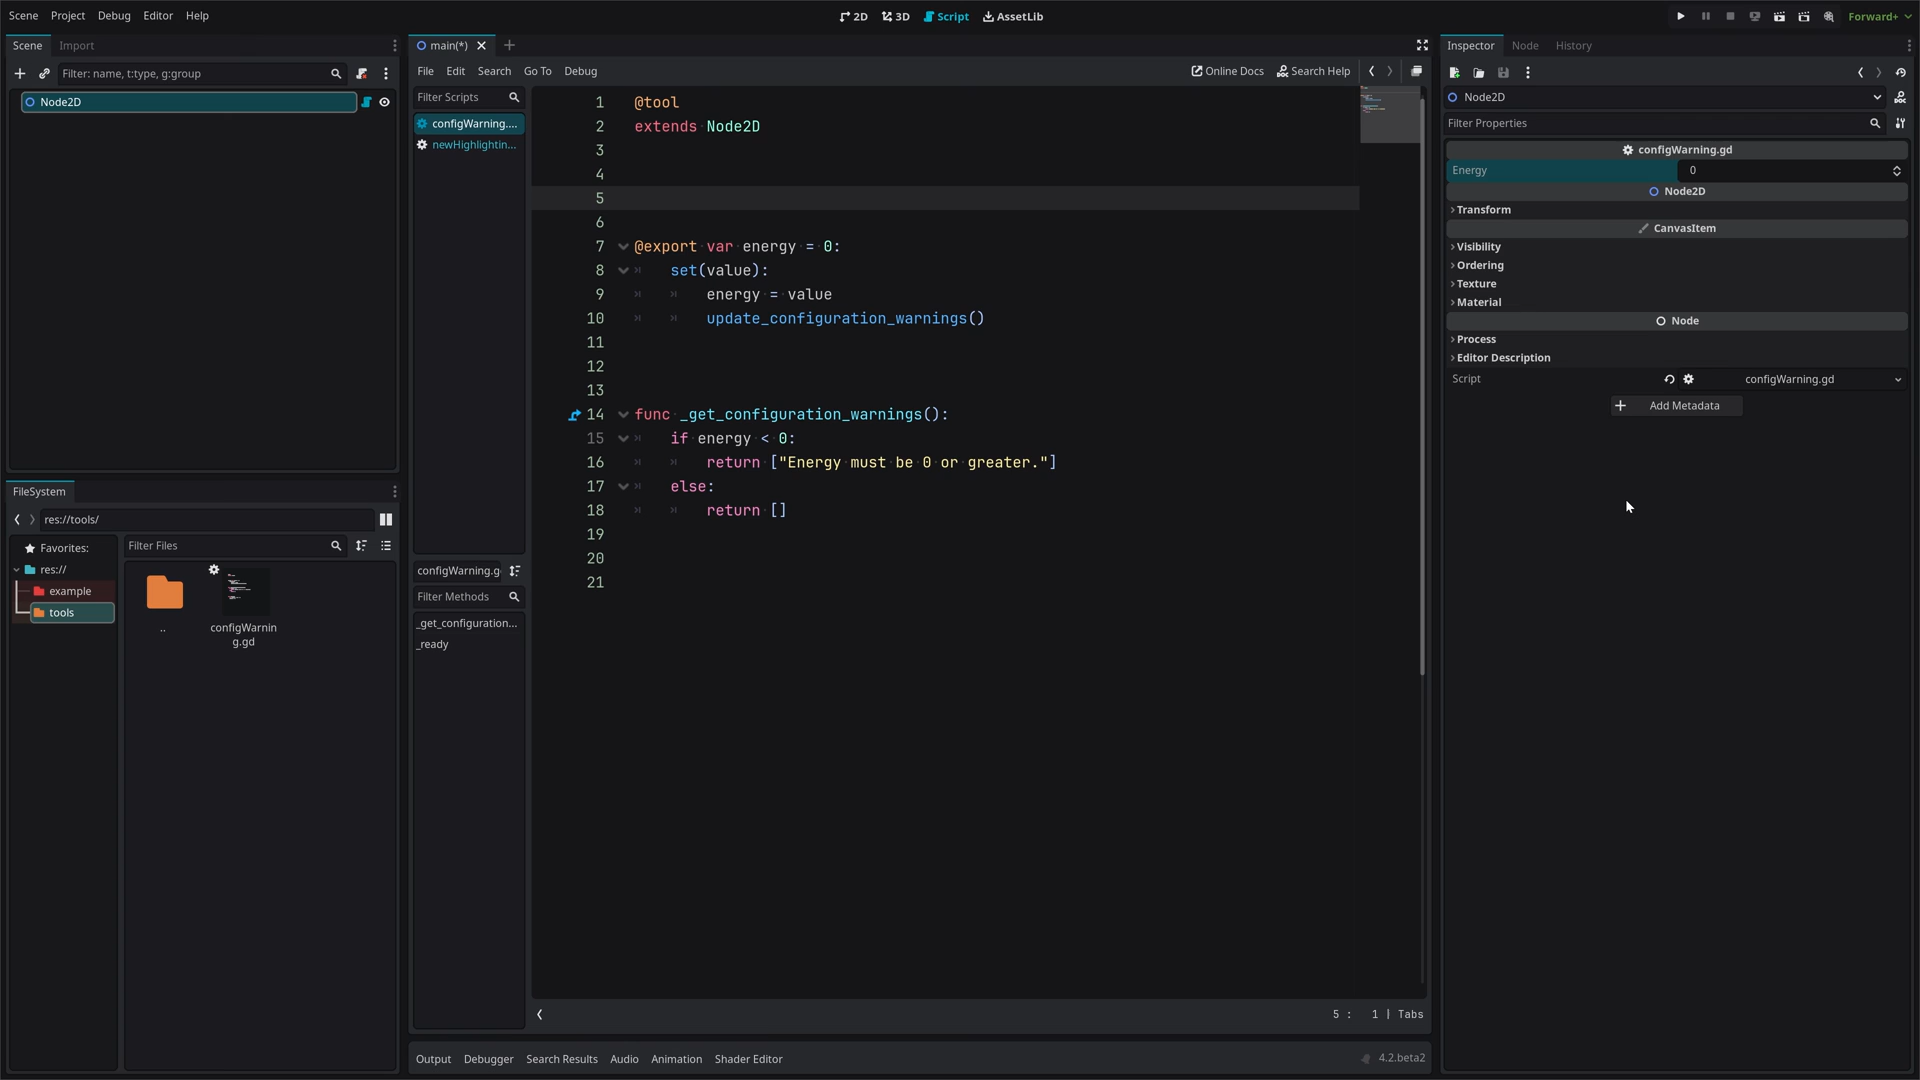 Scene Project Debug Editor Help
2D 3D Script AssetLib
Forward+
Scene Import
Filter: name, t:type, g:group
Node2D
FileSystem
res://tools/
Favorites:
res://
example
tools
Filter Files
..
configWarnin
g.gd
main(*)
File Edit Search Go To Debug
Online Docs Search Help
Filter Scripts
configWarning....
newHighlightin...
configWarning.g
Filter Methods
_get_configuration...
_ready
1 @tool
2 extends Node2D
3
4
5
6
7 @export var energy = 0:
8 set(value):
9 energy = value
10 update_configuration_warnings()
11
12
13
14 func _get_configuration_warnings():
15 if energy < 0:
16 return ["Energy must be 0 or greater."]
17 else:
18 return []
19
20
21
5 : 1 | Tabs
Output Debugger Search Results Audio Animation Shader Editor
4.2.beta2
Inspector Node History
Node2D
Filter Properties
configWarning.gd
Energy 0
Node2D
Transform
CanvasItem
Visibility
Ordering
Texture
Material
Node
Process
Editor Description
Script configWarning.gd
Add Metadata